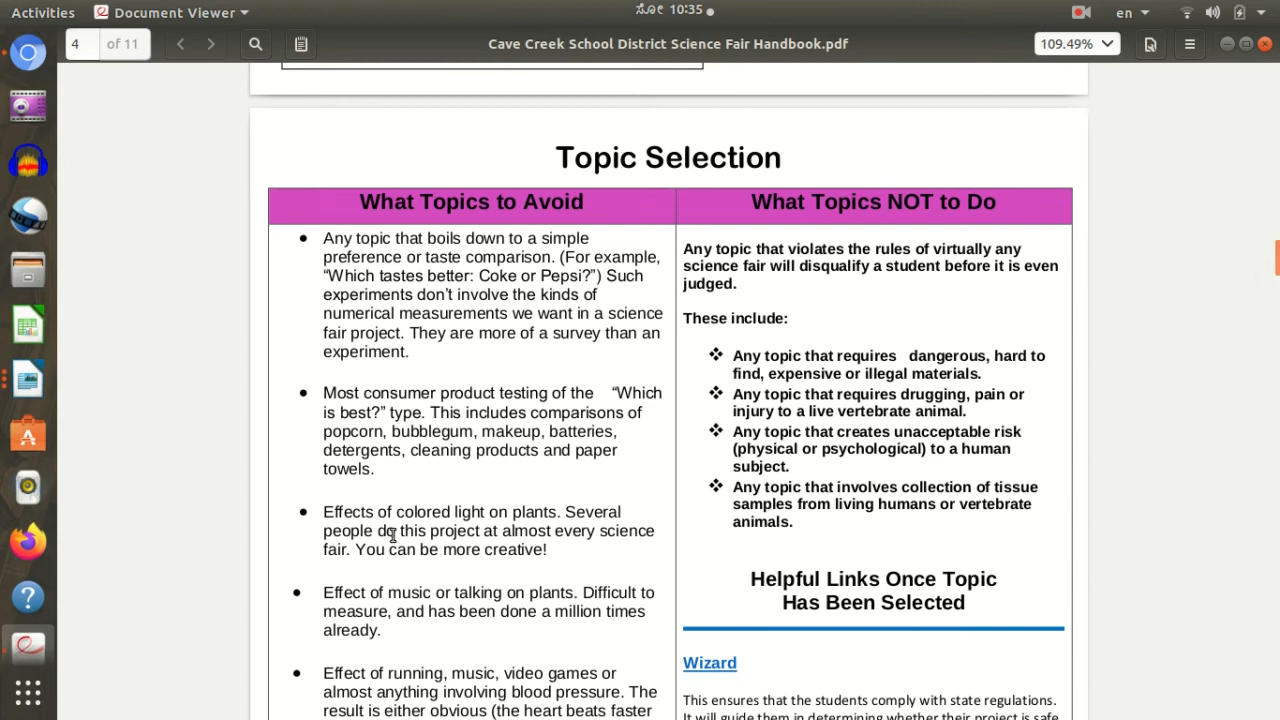 Activities
Document Viewer
ಸೋಮ 10:35
en
4
of 11
Cave Creek School District Science Fair Handbook.pdf
109.49%
Topic Selection
What Topics to Avoid
Any topic that boils down to a simple
preference or taste comparison. (For example,
“Which tastes better: Coke or Pepsi?”) Such
experiments don’t involve the kinds of
numerical measurements we want in a science
fair project. They are more of a survey than an
experiment.
Most consumer product testing of the “Which
is best?” type. This includes comparisons of
popcorn, bubblegum, makeup, batteries,
detergents, cleaning products and paper
towels.
Effects of colored light on plants. Several
people do this project at almost every science
fair. You can be more creative!
Effect of music or talking on plants. Difficult to
measure, and has been done a million times
already.
Effect of running, music, video games or
almost anything involving blood pressure. The
result is either obvious (the heart beats faster
What Topics NOT to Do
Any topic that violates the rules of virtually any
science fair will disqualify a student before it is even
judged.
These include:
Any topic that requires dangerous, hard to
find, expensive or illegal materials.
Any topic that requires drugging, pain or
injury to a live vertebrate animal.
Any topic that creates unacceptable risk
(physical or psychological) to a human
subject.
Any topic that involves collection of tissue
samples from living humans or vertebrate
animals.
Helpful Links Once Topic
Has Been Selected
Wizard
This ensures that the students comply with state regulations.
It will guide them in determining whether their project is safe